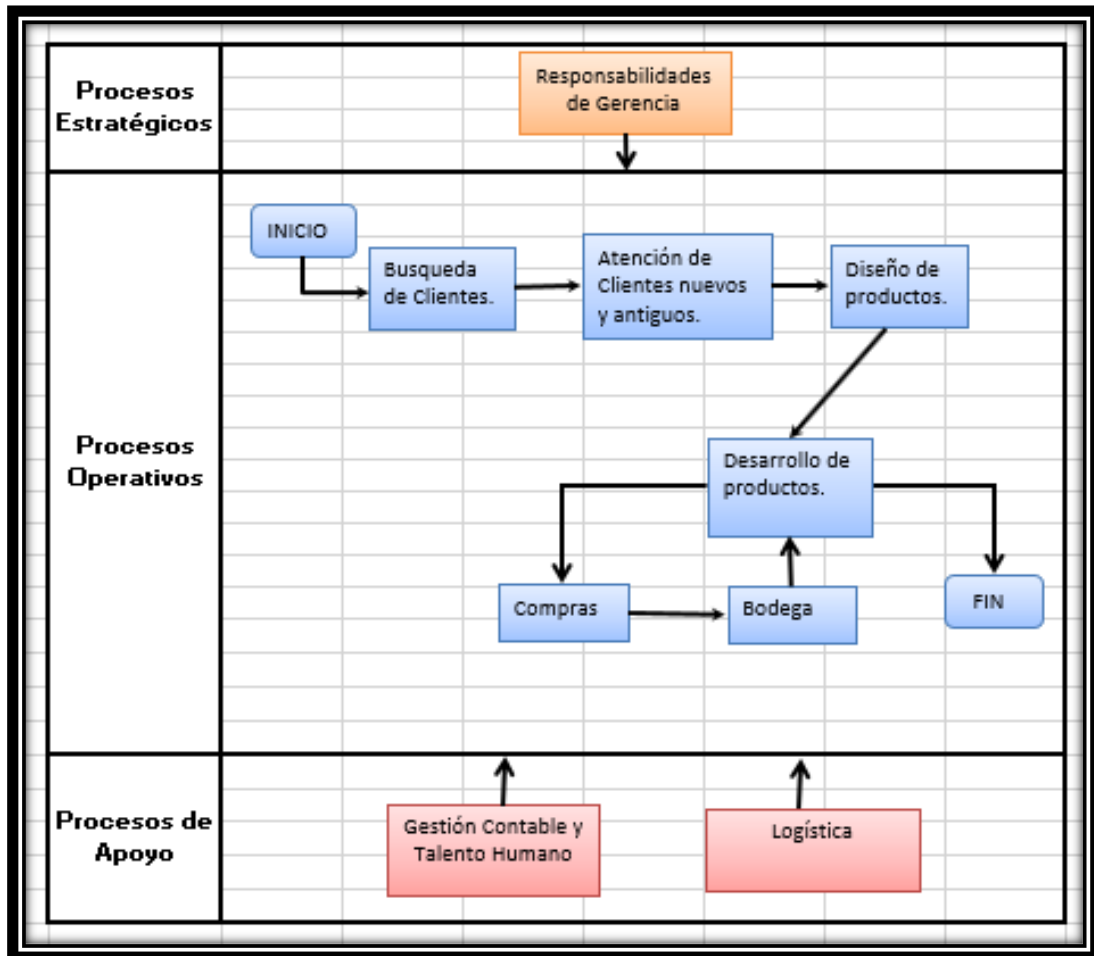 Procesos
Estratégicos
Responsabilidades
de Gerencia
Procesos
Operativos
INICIO
Busqueda
de Clientes.
Atención de
Clientes nuevos
y antiguos.
Diseño de
productos.
Desarrollo de
productos.
Compras
Bodega
FIN
Procesos de
Apoyo
Gestión Contable y
Talento Humano
Logística